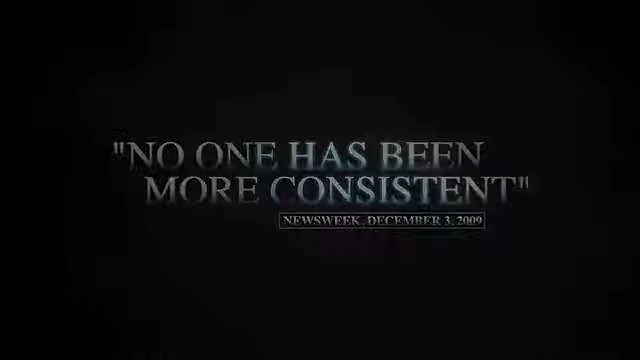 "NO ONE HAS BEEN
MORE CONSISTENT"
NEWSWEEK, DECEMBER 3, 2009